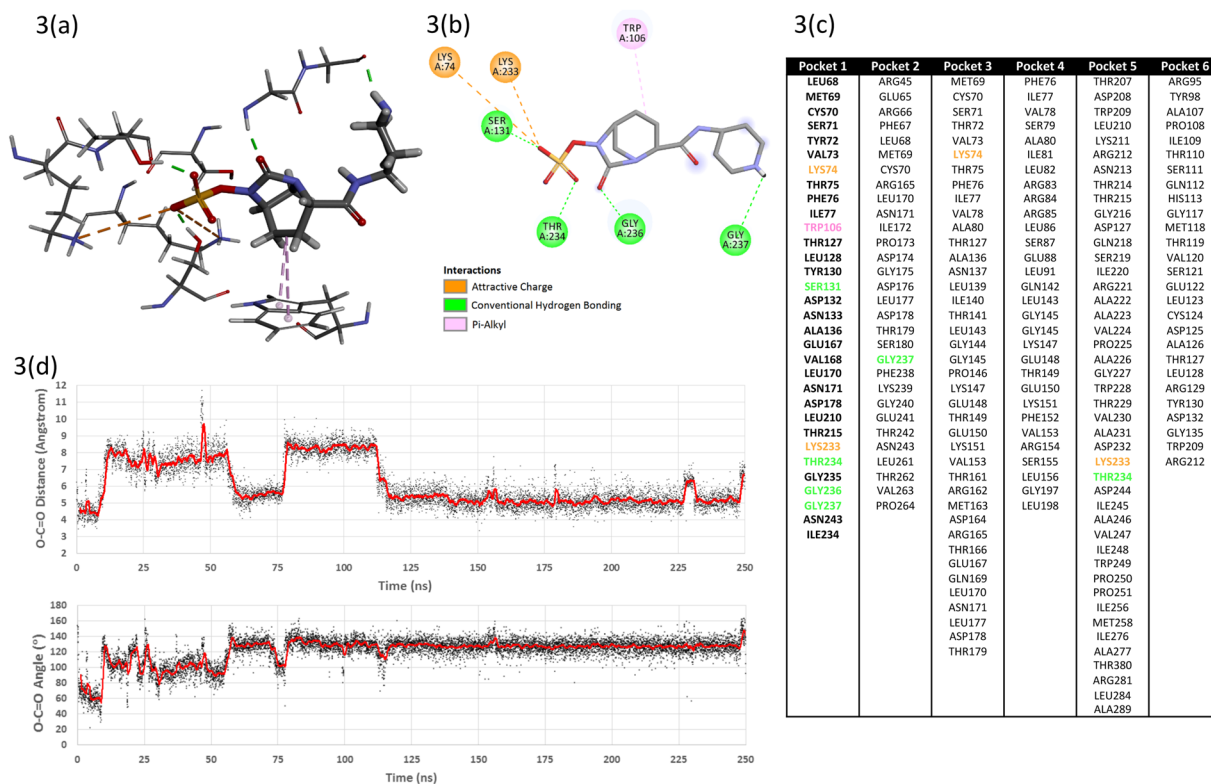 3(a)
3(b)
LYS
A:74
LYS
A:233
TRP
A:106
SER
A:131
THR
A:234
GLY
A:236
GLY
A:237
Interactions
Attractive Charge
Conventional Hydrogen Bonding
Pi-Alkyl
3(c)
Pocket 1 Pocket 2 Pocket 3 Pocket 4 Pocket 5 Pocket 6
LEU68 ARG45 MET69 PHE76 THR207 ARG95
MET69 GLU65 CYS70 ILE77 ASP208 TYR98
CYS70 ARG66 SER71 VAL78 TRP209 ALA107
SER71 PHE67 THR72 SER79 LEU210 PRO108
TYR72 LEU68 VAL73 ALA80 LYS211 ILE109
VAL73 MET69 LYS74 ILE81 ARG212 THR110
LYS74 CYS70 THR75 LEU82 ASN213 SER111
THR75 ARG165 PHE76 ARG83 THR214 GLN112
PHE76 LEU170 ILE77 ARG84 THR215 HIS113
ILE77 ASN171 VAL78 ARG85 GLY216 GLY117
TRP106 ILE172 ALA80 LEU86 ASP127 MET118
THR127 PRO173 THR127 SER87 GLN218 THR119
LEU128 ASP174 ALA136 GLU88 SER219 VAL120
TYR130 GLY175 ASN137 LEU91 ILE220 SER121
SER131 ASP176 LEU139 GLN142 ARG221 GLU122
ASP132 LEU177 ILE140 LEU143 ALA222 LEU123
ASN133 ASP178 THR141 GLY145 ALA223 CYS124
ALA136 THR179 LEU143 GLY145 VAL224 ASP125
GLU167 SER180 GLY144 LYS147 PRO225 ALA126
VAL168 GLY237 GLY145 GLU148 ALA226 THR127
LEU170 PHE238 PRO146 THR149 GLY227 LEU128
ASN171 LYS239 LYS147 GLU150 TRP228 ARG129
ASP178 GLY240 GLU148 LYS151 THR229 TYR130
LEU210 GLU241 THR149 PHE152 VAL230 ASP132
THR215 THR242 GLU150 VAL153 ALA231 GLY135
LYS233 ASN243 LYS151 ARG154 ASP232 TRP209
THR234 LEU261 VAL153 SER155 LYS233 ARG212
GLY235 THR262 THR161 LEU156 THR234
GLY236 VAL263 ARG162 GLY197 ASP244
GLY237 PRO264 MET163 LEU198 ILE245
ASN243 ASP164 ALA246
ILE234 ARG165 VAL247
THR166 ILE248
GLU167 TRP249
GLN169 PRO250
LEU170 PRO251
ASN171 ILE256
LEU177 MET258
ASP178 ILE276
THR179 ALA277
THR380
ARG281
LEU284
ALA289
3(d)
O-C=O Distance (Angstrom)
12
11
10
9
8
7
6
5
4
3
2
0 25 50 75 100 125 150 175 200 225 250
Time (ns)
O-C=O Angle (°)
180
160
140
120
100
80
60
40
20
0
0 25 50 75 100 125 150 175 200 225 250
Time (ns)